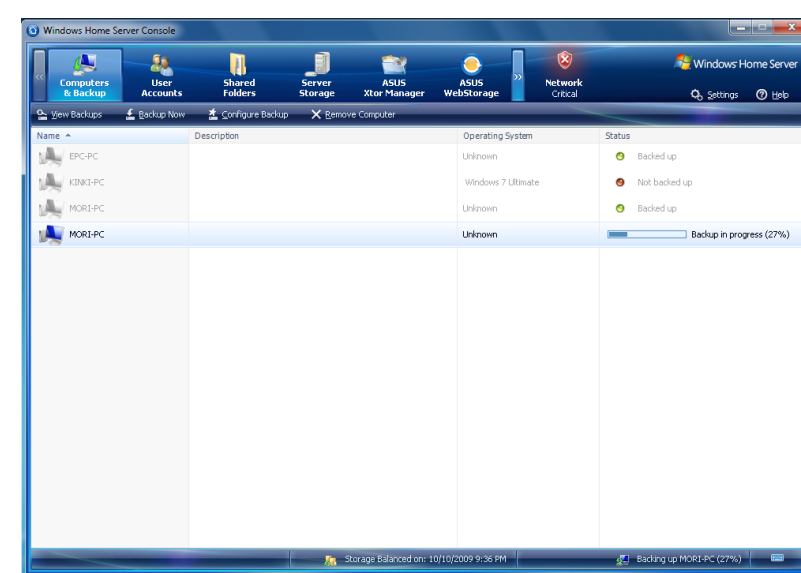 Windows Home Server Console
Computers & Backup
User Accounts
Shared Folders
Server Storage
ASUS Xtor Manager
ASUS WebStorage
Network Critical
Windows Home Server
Settings
Help
View Backups
Backup Now
Configure Backup
Remove Computer
Name
Description
Operating System
Status
EPC-PC
Unknown
Backed up
KINKI-PC
Windows 7 Ultimate
Not backed up
MORI-PC
Unknown
Backed up
MORI-PC
Unknown
Backup in progress (27%)
Storage Balanced on: 10/10/2009 9:36 PM
Backing up MORI-PC (27%)